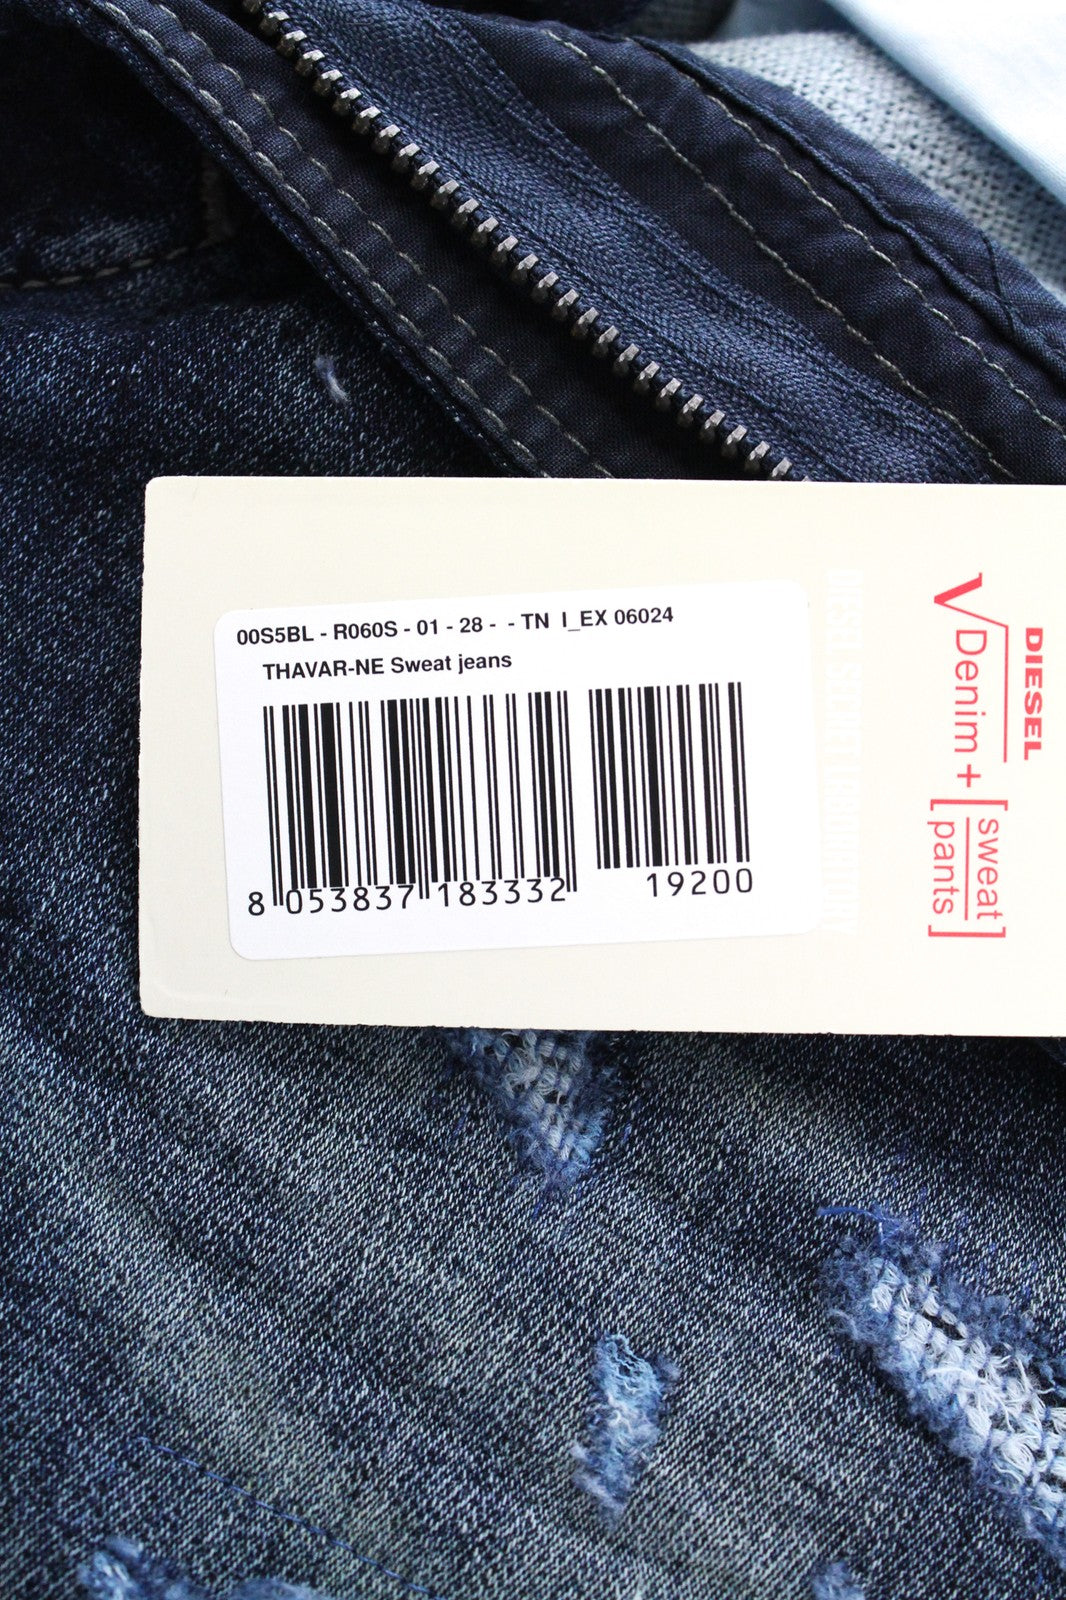 00S5BL - R060S - 01 - 28 -  - TN  I_EX 06024
THAVAR-NE Sweat jeans
8 053837 183332
19200
DIESEL
√Denim + [sweat
pants]